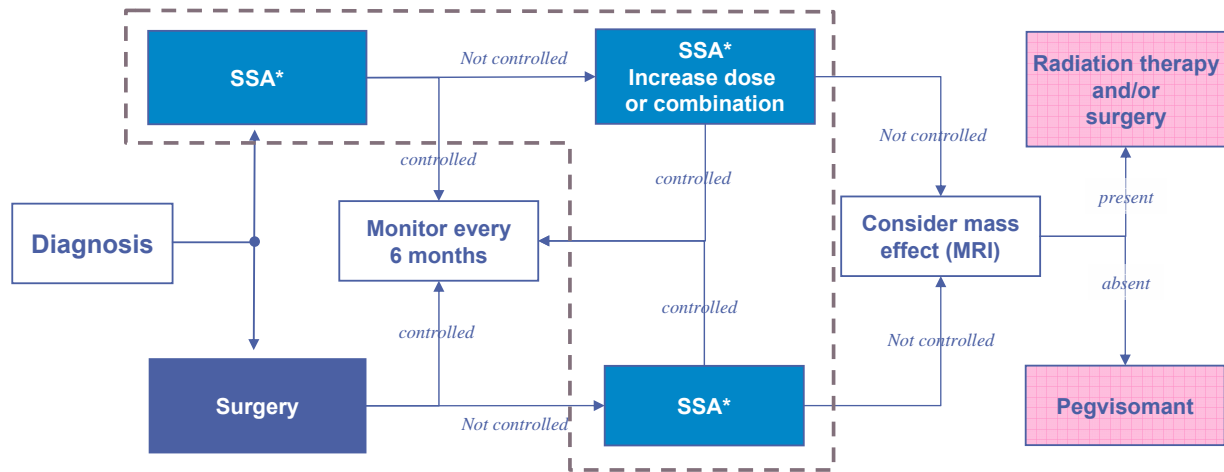 SSA*
Not controlled
SSA*
Increase dose
or combination
Radiation therapy
and/or
surgery
Not controlled
controlled
controlled
Diagnosis
Monitor every
6 months
Consider mass
effect (MRI)
present
absent
controlled
controlled
Not controlled
Surgery
Not controlled
SSA*
Pegvisomant